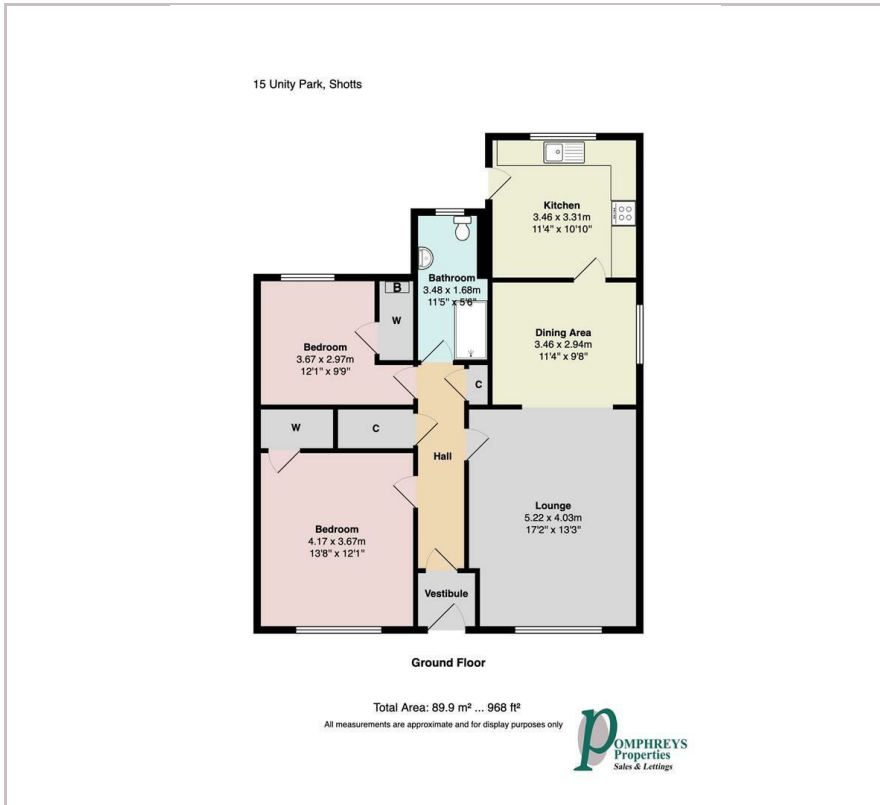 15 Unity Park, Shotts
Kitchen
3.46 x 3.31m
11'4" x 10'10"
Bathroom
3.48 x 1.68m
11'5" x 5'6"
B
W
Bedroom
3.67 x 2.97m
12'1" x 9'9"
Dining Area
3.46 x 2.94m
11'4" x 9'8"
C
W
C
Hall
Lounge
5.22 x 4.03m
17'2" x 13'3"
Bedroom
4.17 x 3.67m
13'8" x 12'1"
Vestibule
Ground Floor
Total Area: 89.9 m² ... 968 ft²
All measurements are approximate and for display purposes only
POMPHREYS
Properties
Sales & Lettings